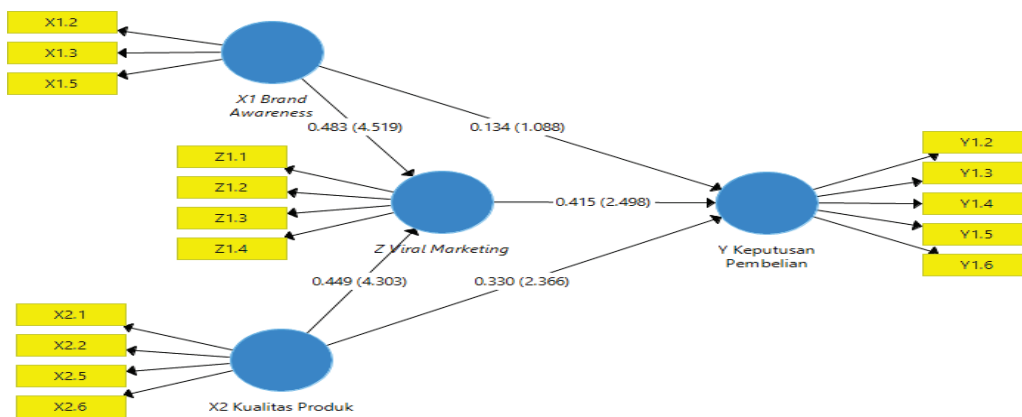 X1.2
X1.3
X1.5
X1 Brand
Awareness
0.483 (4.519)
0.134 (1.088)
Z1.1
Z1.2
Z1.3
Z1.4
Z Viral Marketing
0.415 (2.498)
Y1.2
Y1.3
Y1.4
Y1.5
Y1.6
Y Keputusan
Pembelian
0.449 (4.303)
0.330 (2.366)
X2.1
X2.2
X2.5
X2.6
X2 Kualitas Produk